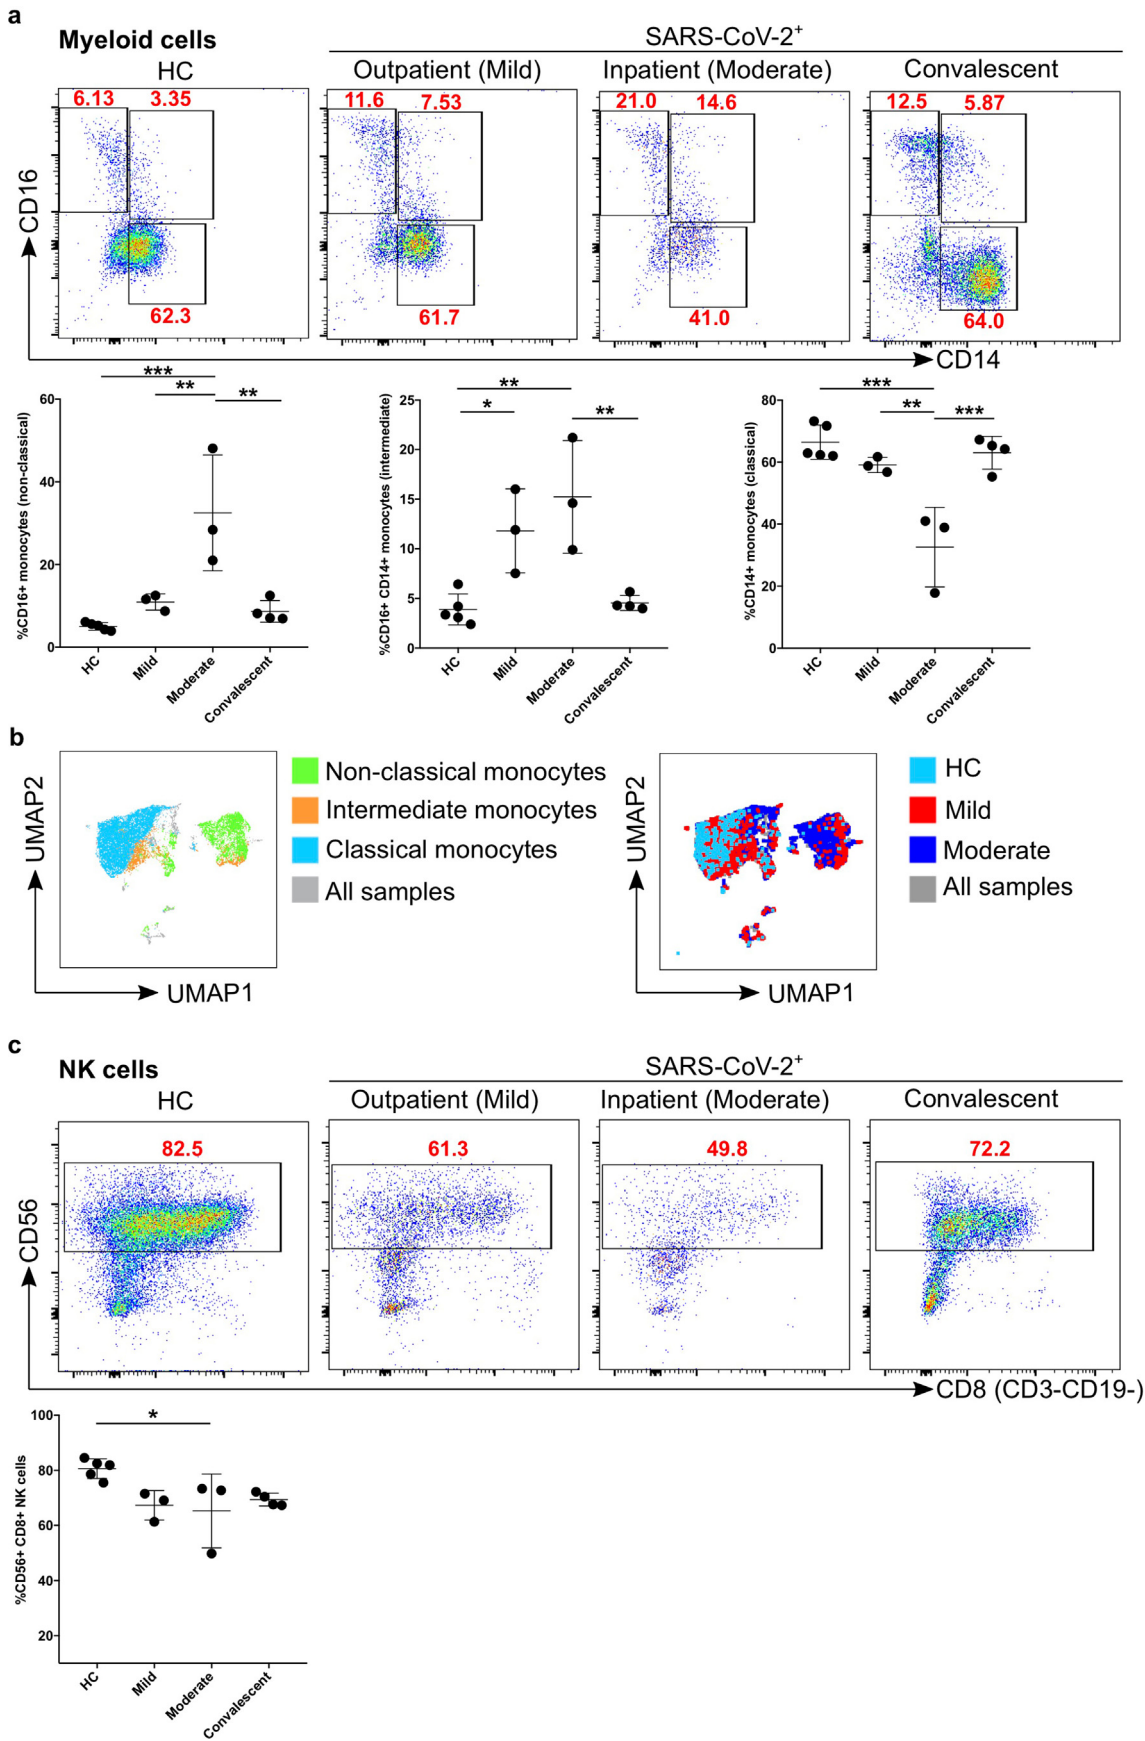 a
Myeloid cells
SARS-CoV-2+
HC
Outpatient (Mild)
Inpatient (Moderate)
Convalescent
6.13 3.35
11.6 7.53
21.0 14.6
12.5 5.87
CD16
62.3
61.7
41.0
64.0
CD14
%CD16+ monocytes (non-classical)
***
**
**
60
40
20
0
HC
Mild
Moderate
Convalescent
%CD16+ CD14+ monocytes (intermediate)
**
*
**
25
20
15
10
5
0
HC
Mild
Moderate
Convalescent
%CD14+ monocytes (classical)
***
**
***
80
60
40
20
0
HC
Mild
Moderate
Convalescent
b
UMAP2
UMAP1
Non-classical monocytes
Intermediate monocytes
Classical monocytes
All samples
UMAP2
UMAP1
HC
Mild
Moderate
All samples
c
NK cells
SARS-CoV-2+
HC
Outpatient (Mild)
Inpatient (Moderate)
Convalescent
82.5
61.3
49.8
72.2
CD56
CD8 (CD3-CD19-)
%CD56+ CD8+ NK cells
*
100
80
60
40
20
HC
Mild
Moderate
Convalescent